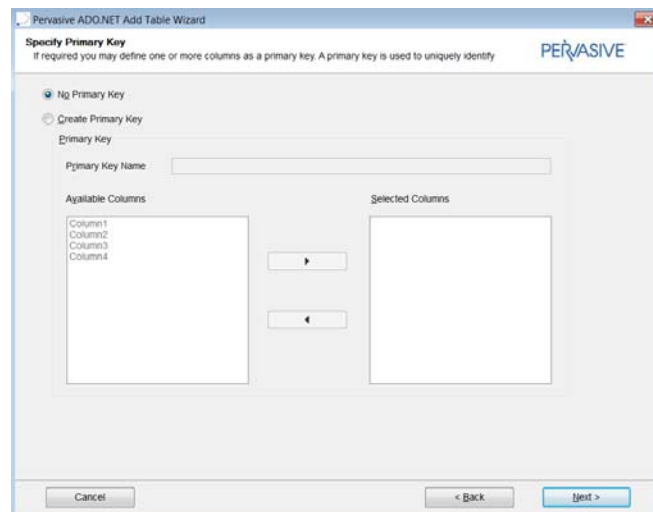 Pervasive ADO.NET Add Table Wizard
Specify Primary Key
If required you may define one or more columns as a primary key. A primary key is used to uniquely identify
PERVASIVE
No Primary Key
Create Primary Key
Primary Key
Primary Key Name
Available Columns
Selected Columns
Column1
Column2
Column3
Column4
Cancel
< Back
Next >